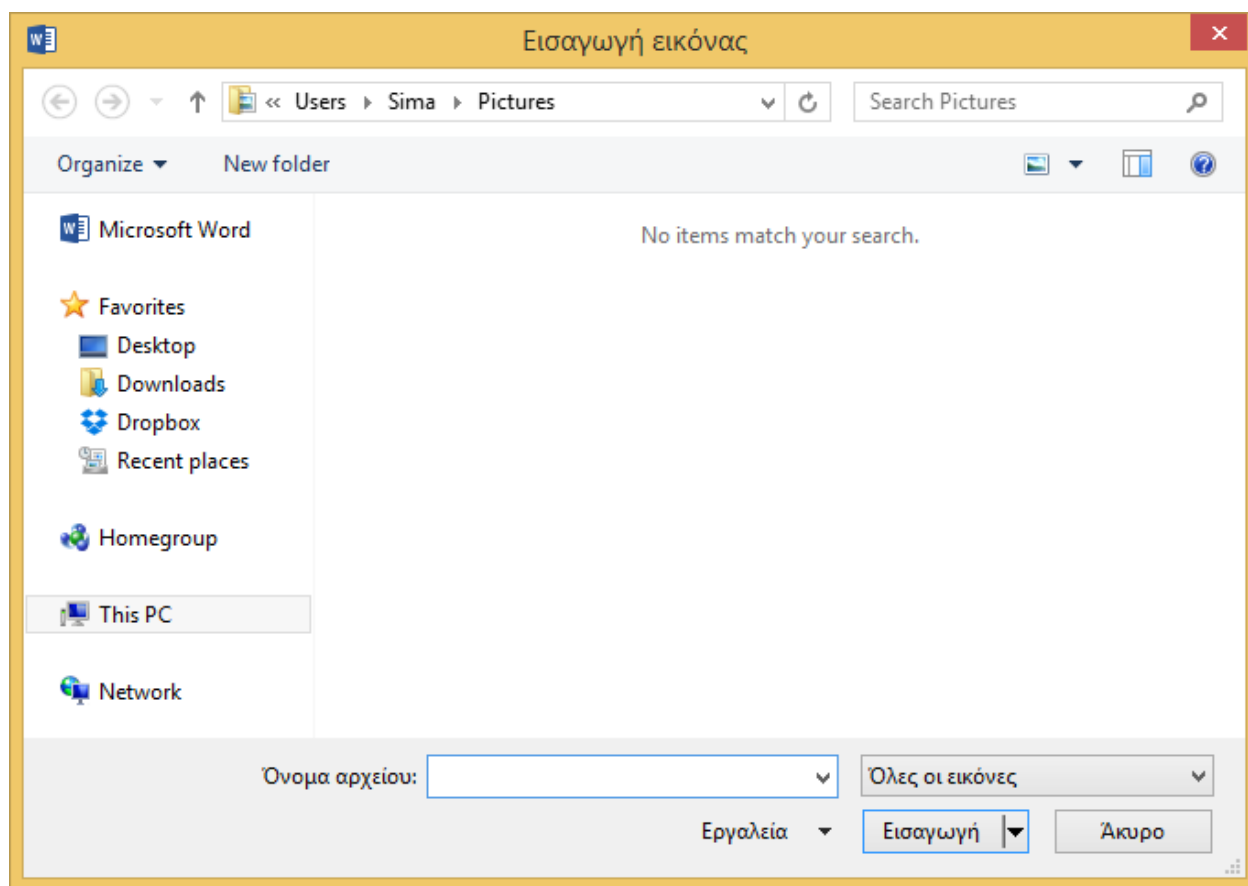 Εισαγωγή εικόνας
« Users Sima Pictures
Search Pictures
Organize
New folder
Microsoft Word
No items match your search.
Favorites
Desktop
Downloads
Dropbox
Recent places
Homegroup
This PC
Network
Όνομα αρχείου:
Όλες οι εικόνες
Εργαλεία
Εισαγωγή
Άκυρο